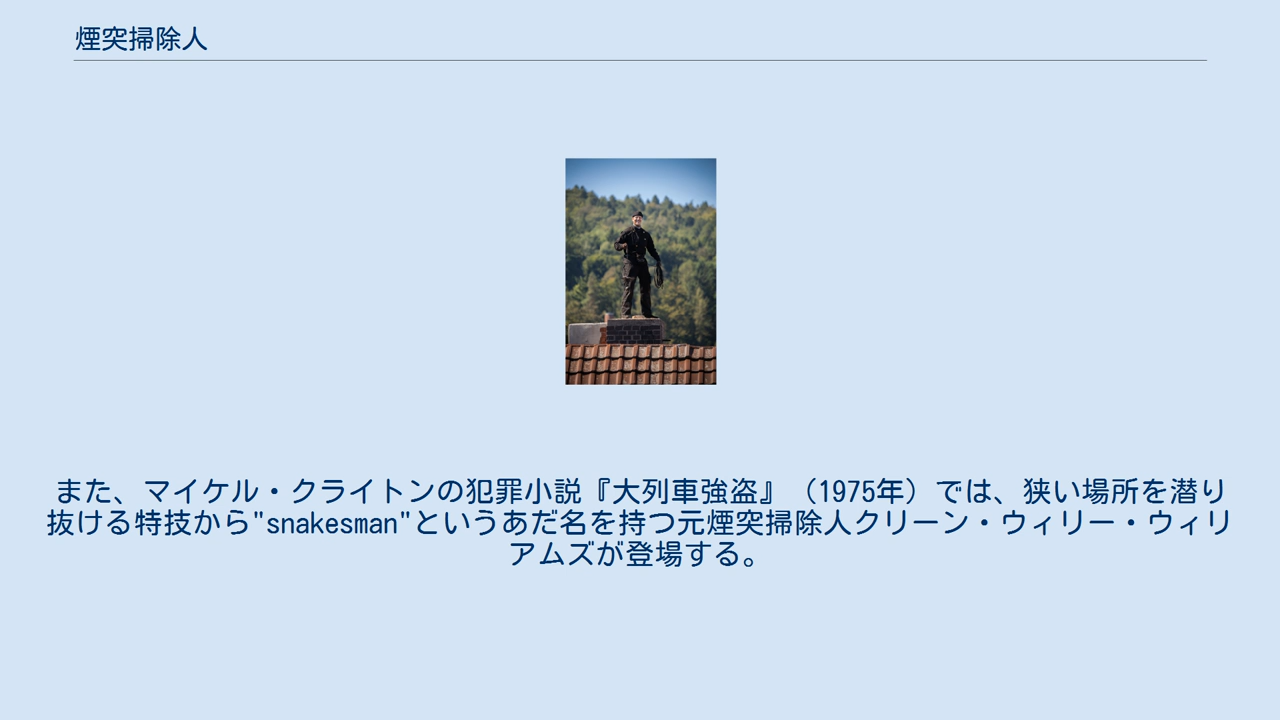 煙突掃除人
また、マイケル・クライトンの犯罪小説『大列車強盗』（1975年）では、狭い場所を潜り
抜ける特技から"snakesman"というあだ名を持つ元煙突掃除人クリーン・ウィリー・ウィリ
アムズが登場する。